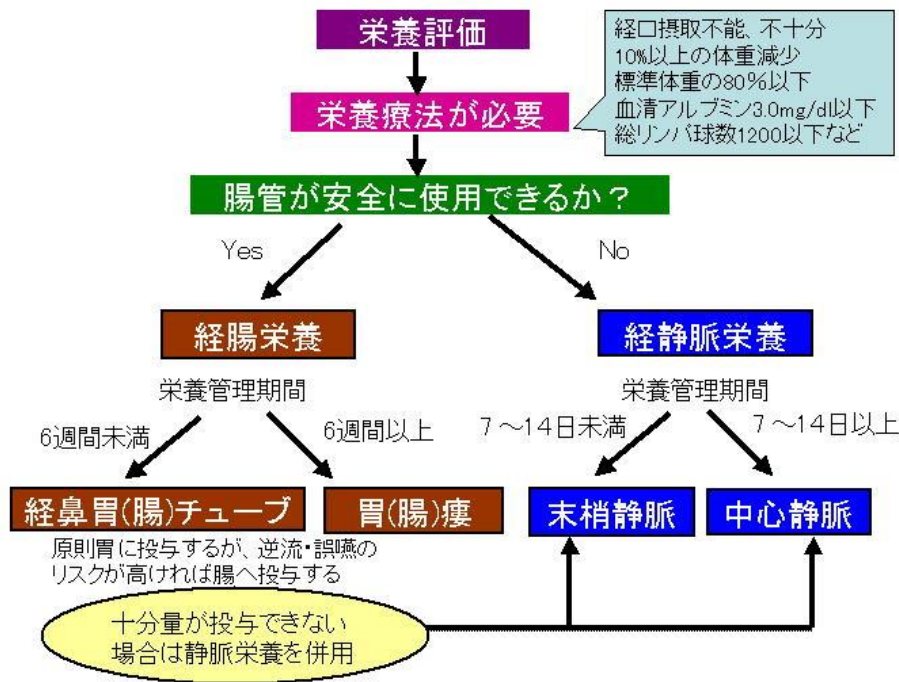 栄養評価
経口摂取不能、不十分
10%以上の体重減少
標準体重の80%以下
血清アルブミン3.0mg/dl以下
総リンパ球数1200以下など
栄養療法が必要
腸管が安全に使用できるか？
Yes
No
経腸栄養
経静脈栄養
栄養管理期間
栄養管理期間
6週間未満
6週間以上
7～14日未満
7～14日以上
経鼻胃(腸)チューブ
胃(腸)瘻
末梢静脈
中心静脈
原則胃に投与するが、逆流・誤嚥の
リスクが高ければ腸へ投与する
十分量が投与できない
場合は静脈栄養を併用